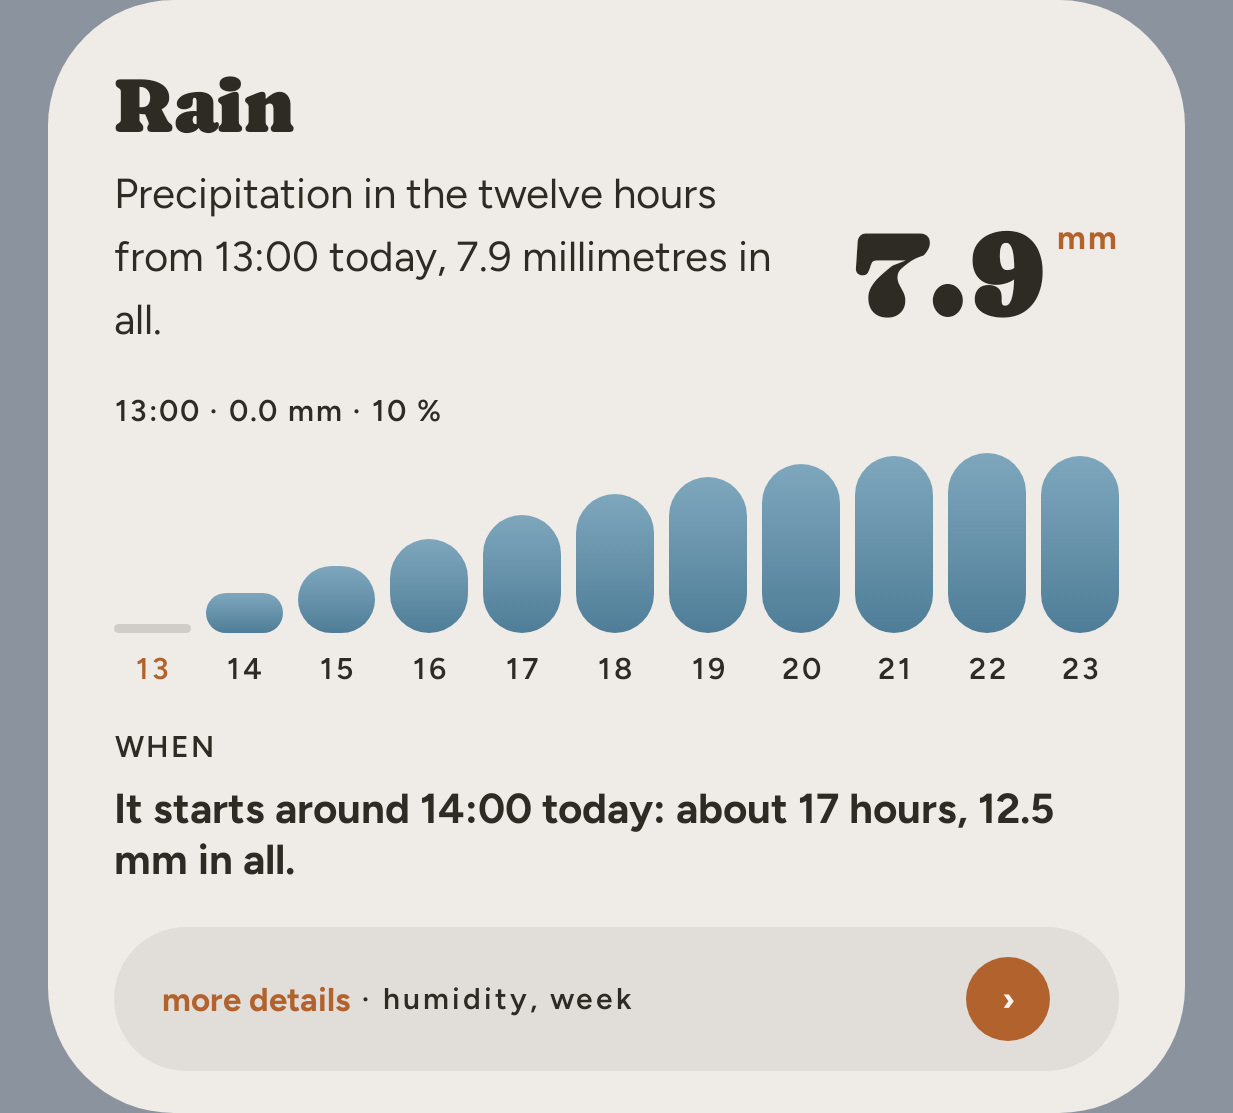 Rain
Precipitation in the twelve hours
from 13:00 today, 7.9 millimetres in
all.
7.9 mm
13:00 · 0.0 mm · 10 %
13 14 15 16 17 18 19 20 21 22 23
WHEN
It starts around 14:00 today: about 17 hours, 12.5
mm in all.
more details · humidity, week ›